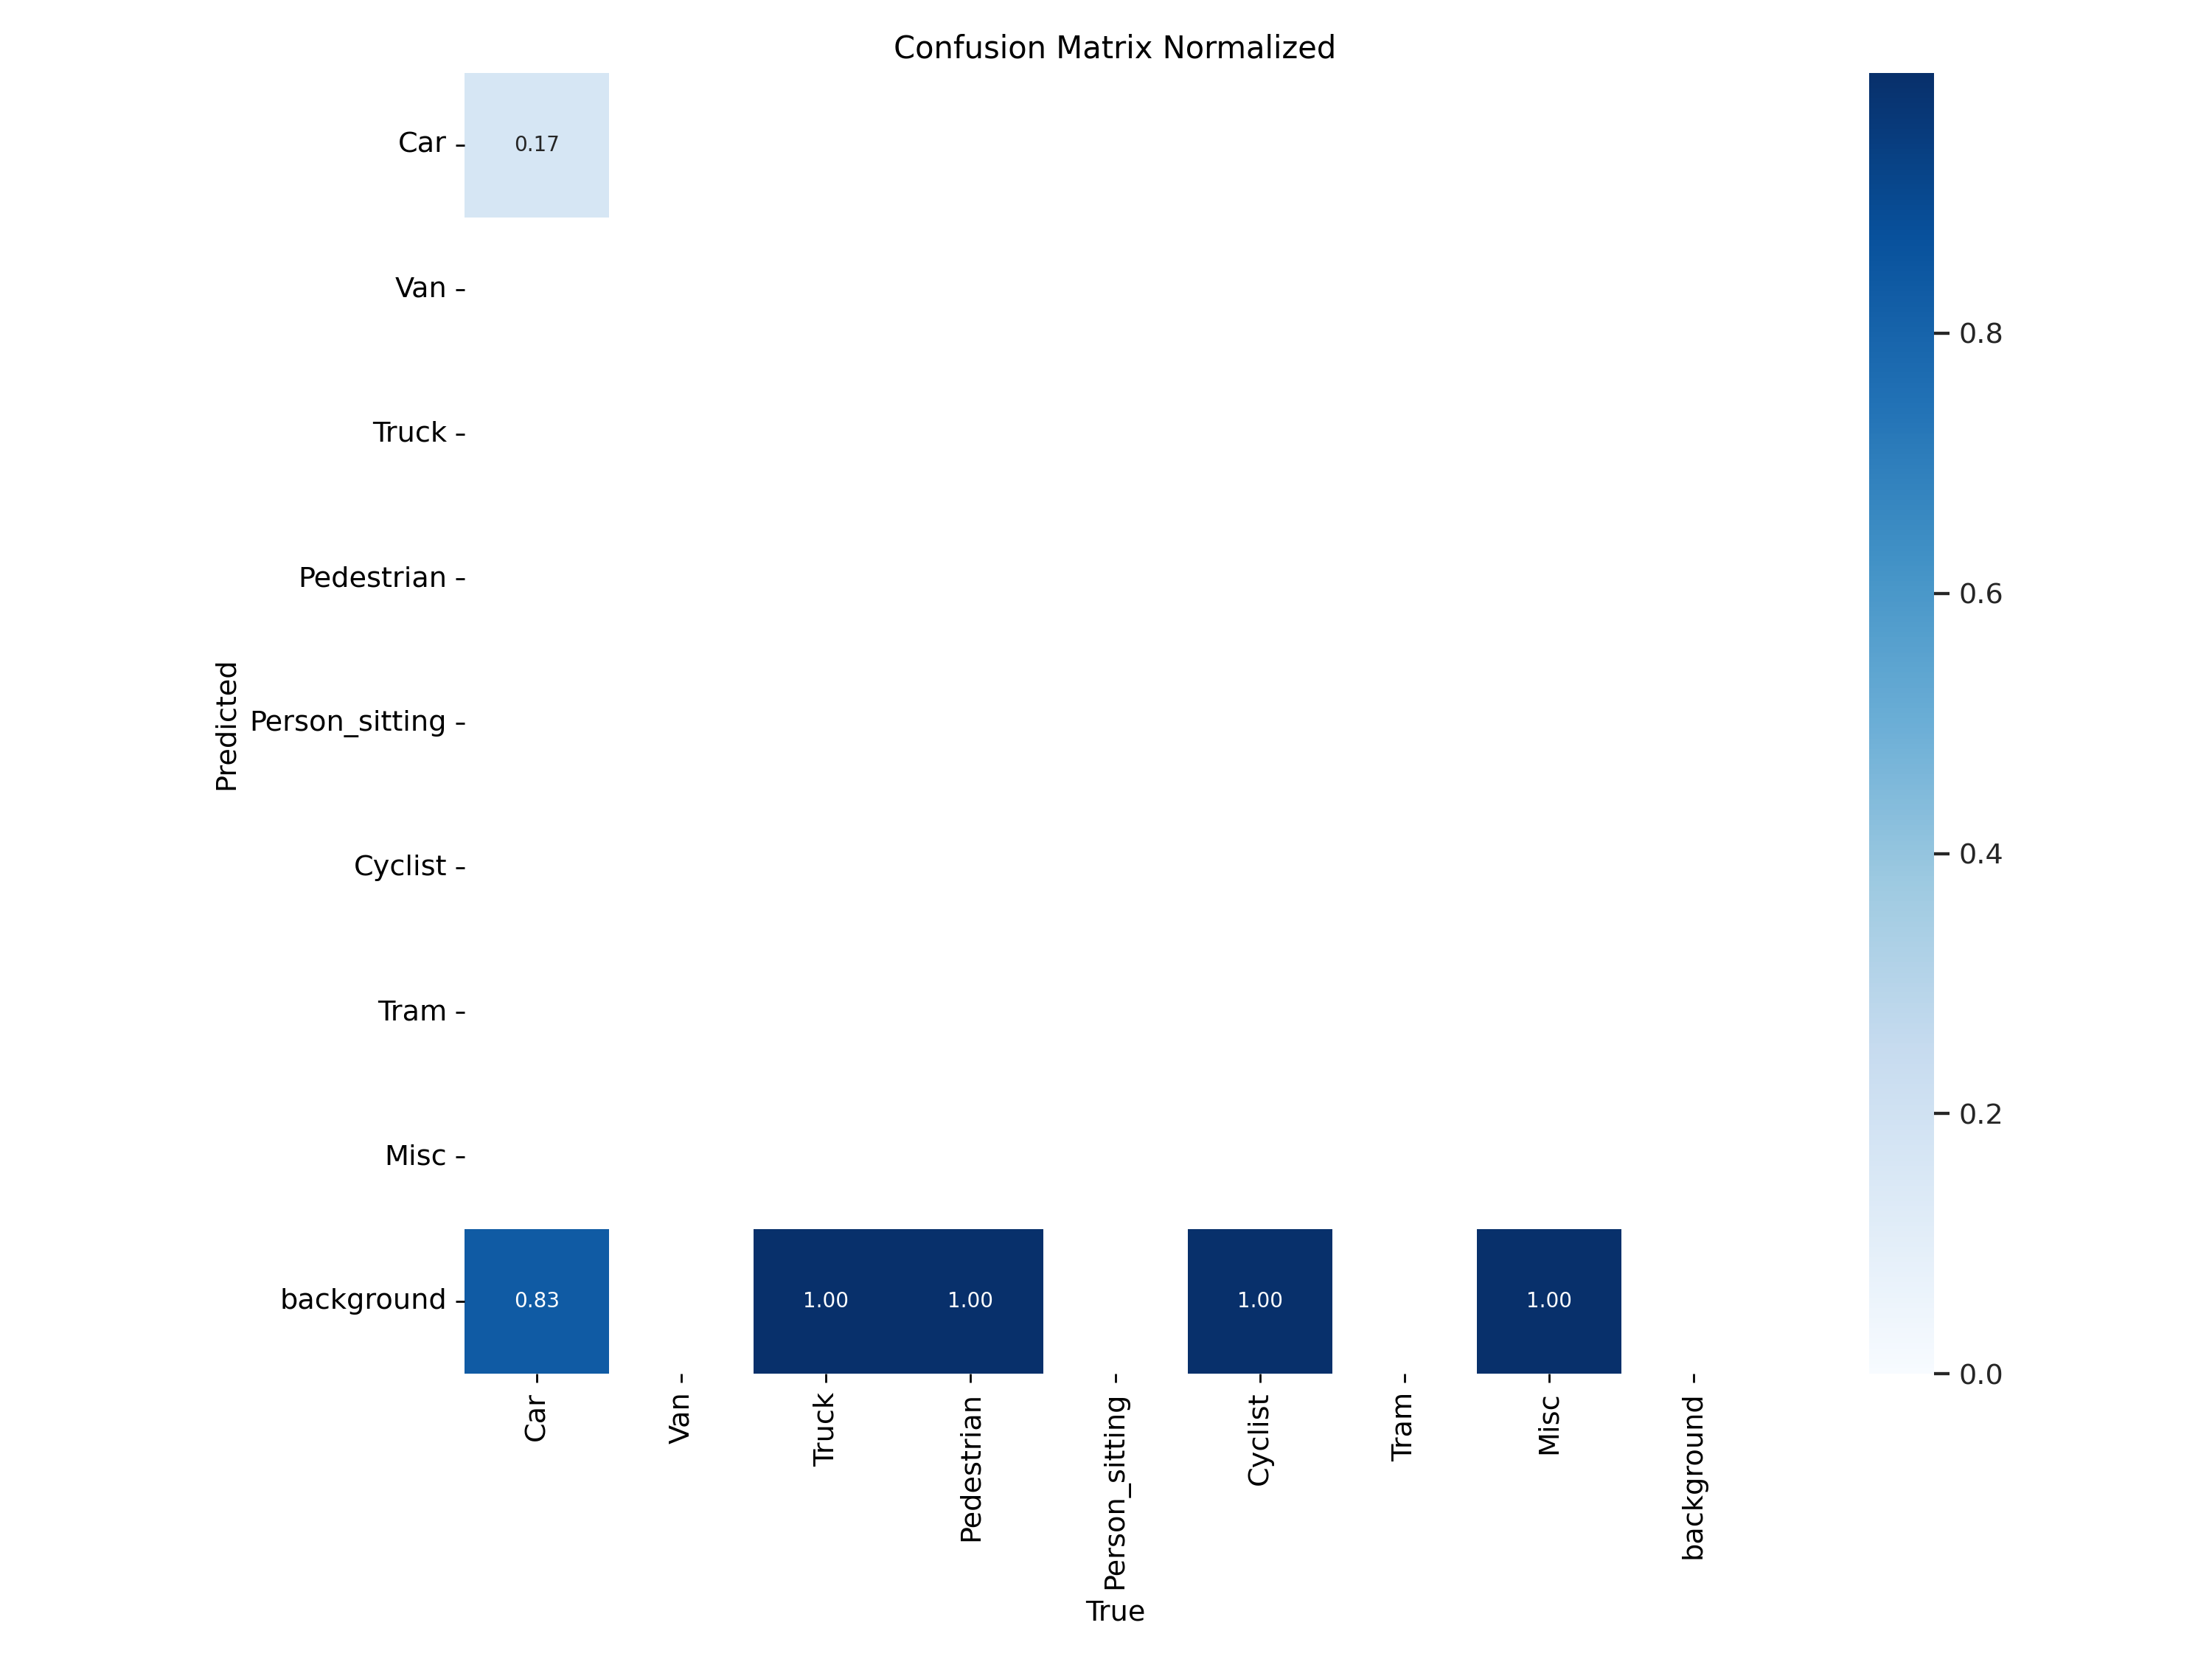 Confusion Matrix Normalized
Car
0.17
Van
Truck
Pedestrian
Person_sitting
Cyclist
Tram
Misc
background
0.83
1.00
1.00
1.00
1.00
Predicted
Car
Van
Truck
Pedestrian
Person_sitting
Cyclist
Tram
Misc
background
True
0.8
0.6
0.4
0.2
0.0